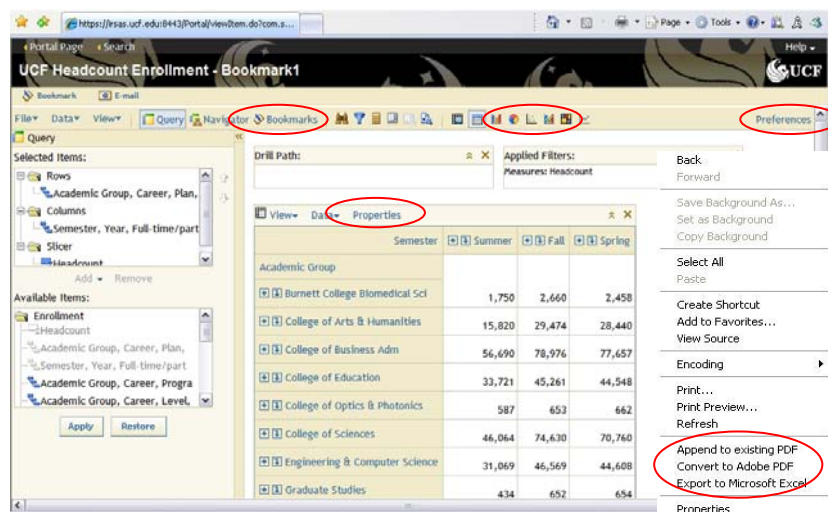 https://rsas.ucf.edu:8443/Portal/viewItem.do?com.s...
Page Tools
Portal Page Search Help
UCF Headcount Enrollment - Bookmark1 UCF
Bookmark E-mail
File Data View Query Navigator Bookmarks Preferences
Query
Selected Items:
Rows
Academic Group, Career, Plan,
Columns
Semester, Year, Full-time/part
Slicer
Headcount
Add Remove
Available Items:
Enrollment
Headcount
Academic Group, Career, Plan,
Semester, Year, Full-time/part
Academic Group, Career, Progra
Academic Group, Career, Level,
Apply Restore
Drill Path:
Applied Filters:
Measures: Headcount
View Data Properties
Semester Summer Fall Spring
Academic Group
Burnett College Biomedical Sci 1,750 2,660 2,458
College of Arts & Humanities 15,820 29,474 28,440
College of Business Adm 56,690 78,976 77,657
College of Education 33,721 45,261 44,548
College of Optics & Photonics 587 653 662
College of Sciences 46,064 74,630 70,760
Engineering & Computer Science 31,069 46,569 44,608
Graduate Studies 434 652 654
Back
Forward
Save Background As...
Set as Background
Copy Background
Select All
Paste
Create Shortcut
Add to Favorites...
View Source
Encoding
Print...
Print Preview...
Refresh
Append to existing PDF
Convert to Adobe PDF
Export to Microsoft Excel
Properties